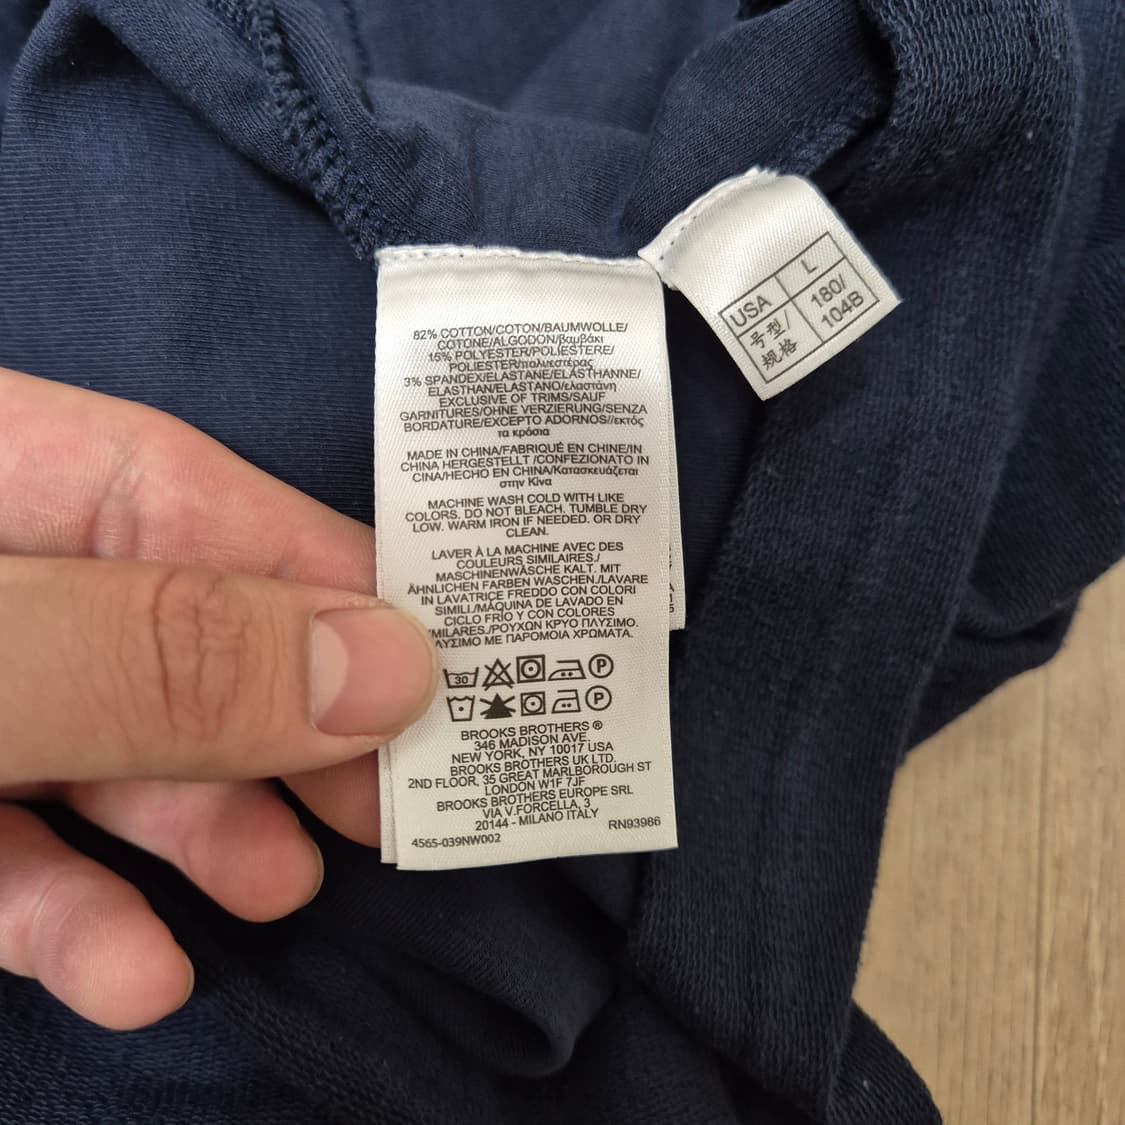 82% COTTON/COTON/BAUMWOLLE/
COTONE/ALGODON/βαμβάκι
15% POLYESTER/POLIESTERE/
POLIESTER/πολυεστέρας
3% SPANDEX/ELASTANE/ELASTHANNE/
ELASTHAN/ELASTANO/ελαστάνη
EXCLUSIVE OF TRIMS/SAUF
GARNITURES/OHNE VERZIERUNG/SENZA
BORDATURE/EXCEPTO ADORNOS//εκτός
τα κρόσια
MADE IN CHINA/FABRIQUÉ EN CHINE/IN
CHINA HERGESTELLT /CONFEZIONATO IN
CINA/HECHO EN CHINA/Κατασκευάζεται
στην Κίνα
MACHINE WASH COLD WITH LIKE
COLORS. DO NOT BLEACH. TUMBLE DRY
LOW. WARM IRON IF NEEDED. OR DRY
CLEAN.
LAVER À LA MACHINE AVEC DES
COULEURS SIMILAIRES./
MASCHINENWÄSCHE KALT. MIT
ÄHNLICHEN FARBEN WASCHEN./LAVARE
IN LAVATRICE FREDDO CON COLORI
SIMILI./MÁQUINA DE LAVADO EN
CICLO FRÍO Y CON COLORES
MILARES./ΡΟΥΧΩΝ ΚΡΥΟ ΠΛΥΣΙΜΟ.
ΛΥΣΙΜΟ ΜΕ ΠΑΡΟΜΟΙΑ ΧΡΩΜΑΤΑ.
30 P
P
BROOKS BROTHERS ®
346 MADISON AVE.
NEW YORK, NY 10017 USA
BROOKS BROTHERS UK LTD.
2ND FLOOR, 35 GREAT MARLBOROUGH ST
LONDON W1F 7JF
BROOKS BROTHERS EUROPE SRL
VIA V.FORCELLA, 3
20144 - MILANO ITALY
RN93986
4565-039NW002
USA L
号型/ 180/
规格 104B